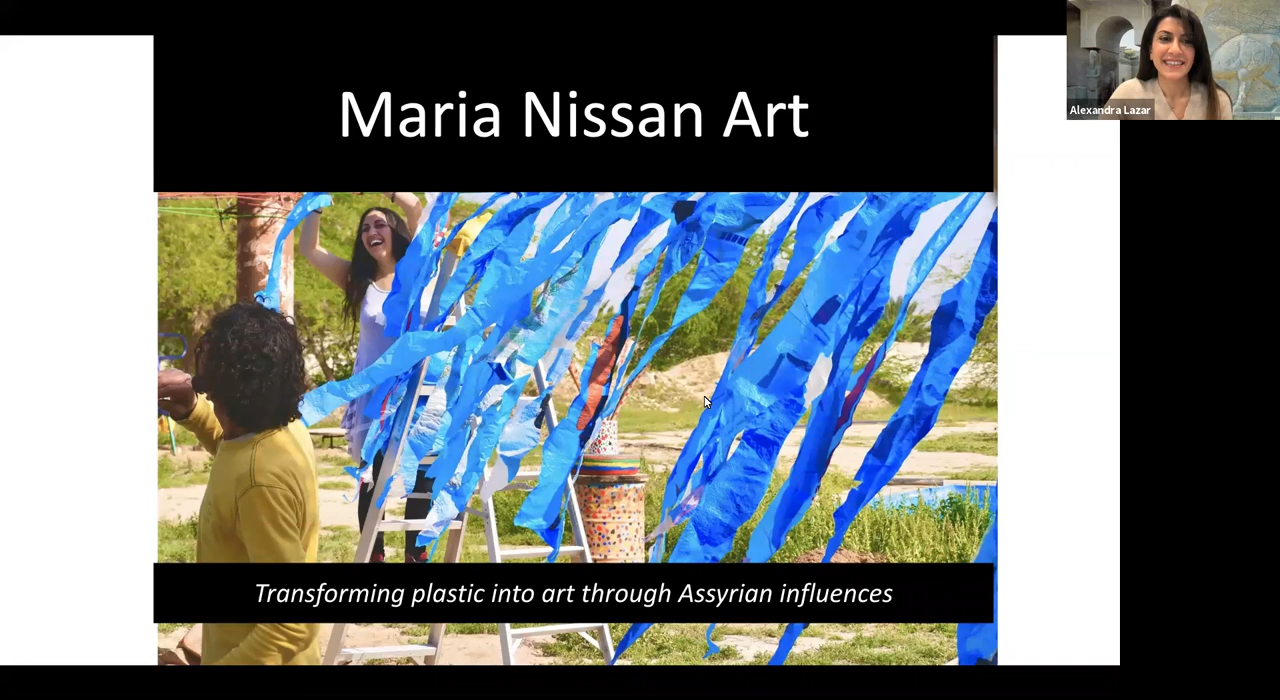 Maria Nissan Art
Alexandra Lazar
Transforming plastic into art through Assyrian influences